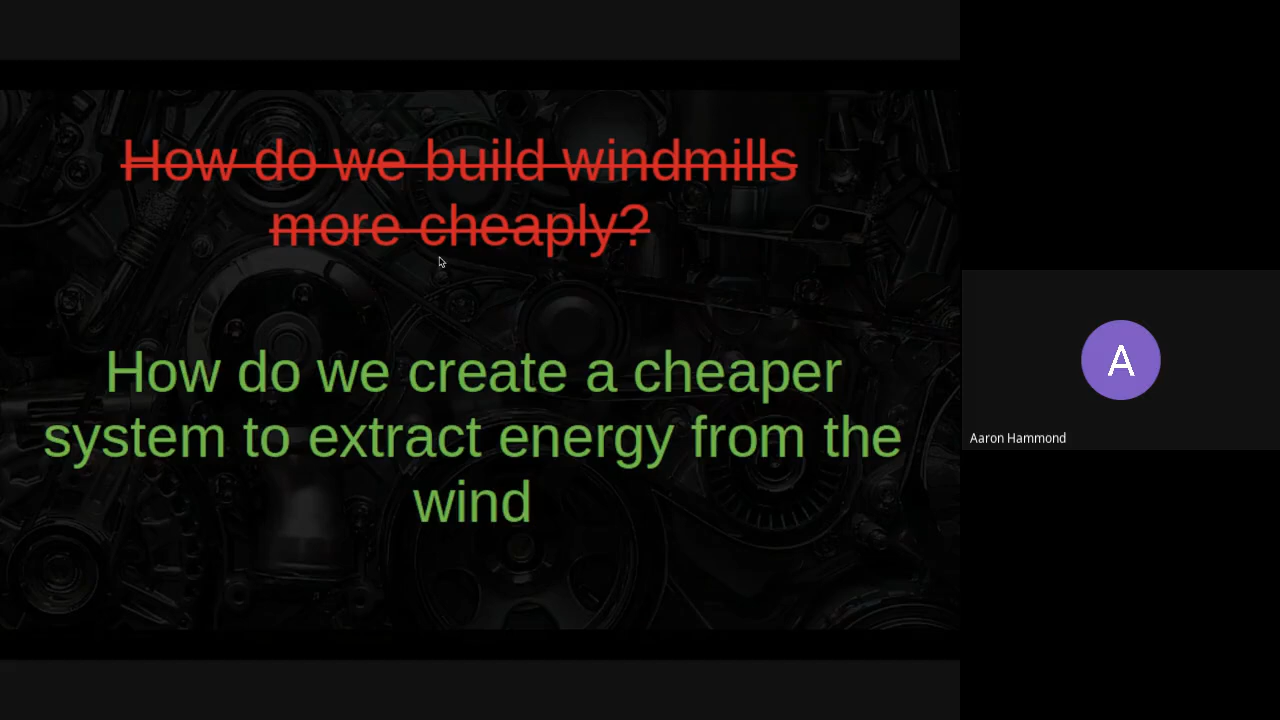 How do we build windmills
more cheaply?
How do we create a cheaper
system to extract energy from the
wind
A
Aaron Hammond